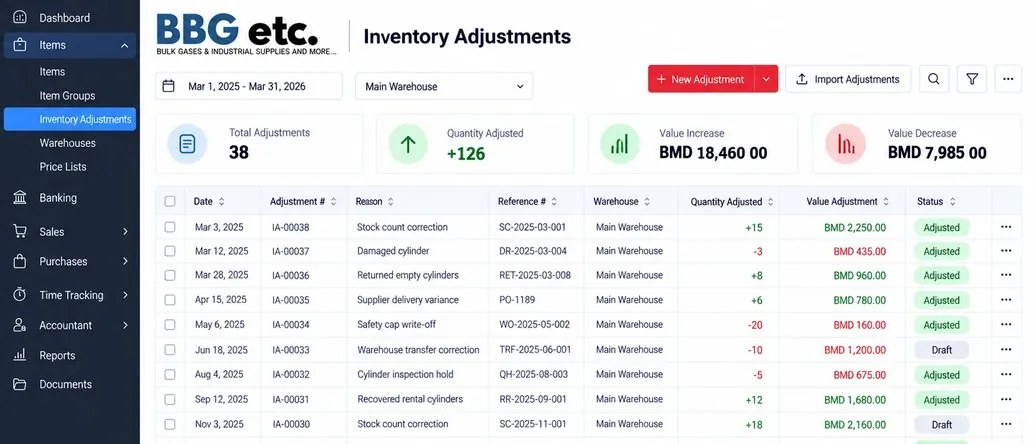 Dashboard
Items
Items
Item Groups
Inventory Adjustments
Warehouses
Price Lists
Banking
Sales
Purchases
Time Tracking
Accountant
Reports
Documents
BBG etc.
BULK GASES & INDUSTRIAL SUPPLIES AND MORE...
Inventory Adjustments
Mar 1, 2025 - Mar 31, 2026
Main Warehouse
+ New Adjustment
Import Adjustments
Total Adjustments
38
Quantity Adjusted
+126
Value Increase
BMD 18,460 00
Value Decrease
BMD 7,985 00
Date Adjustment # Reason Reference # Warehouse Quantity Adjusted Value Adjustment Status
Mar 3, 2025 IA-00038 Stock count correction SC-2025-03-001 Main Warehouse +15 BMD 2,250.00 Adjusted
Mar 12, 2025 IA-00037 Damaged cylinder DR-2025-03-004 Main Warehouse -3 BMD 435.00 Adjusted
Mar 28, 2025 IA-00036 Returned empty cylinders RET-2025-03-008 Main Warehouse +8 BMD 960.00 Adjusted
Apr 15, 2025 IA-00035 Supplier delivery variance PO-1189 Main Warehouse +6 BMD 780.00 Adjusted
May 6, 2025 IA-00034 Safety cap write-off WO-2025-05-002 Main Warehouse -20 BMD 160.00 Adjusted
Jun 18, 2025 IA-00033 Warehouse transfer correction TRF-2025-06-001 Main Warehouse -10 BMD 1,200.00 Draft
Aug 4, 2025 IA-00032 Cylinder inspection hold QH-2025-08-003 Main Warehouse -5 BMD 675.00 Adjusted
Sep 12, 2025 IA-00031 Recovered rental cylinders RR-2025-09-001 Main Warehouse +12 BMD 1,680.00 Adjusted
Nov 3, 2025 IA-00030 Stock count correction SC-2025-11-001 Main Warehouse +18 BMD 2,160.00 Draft